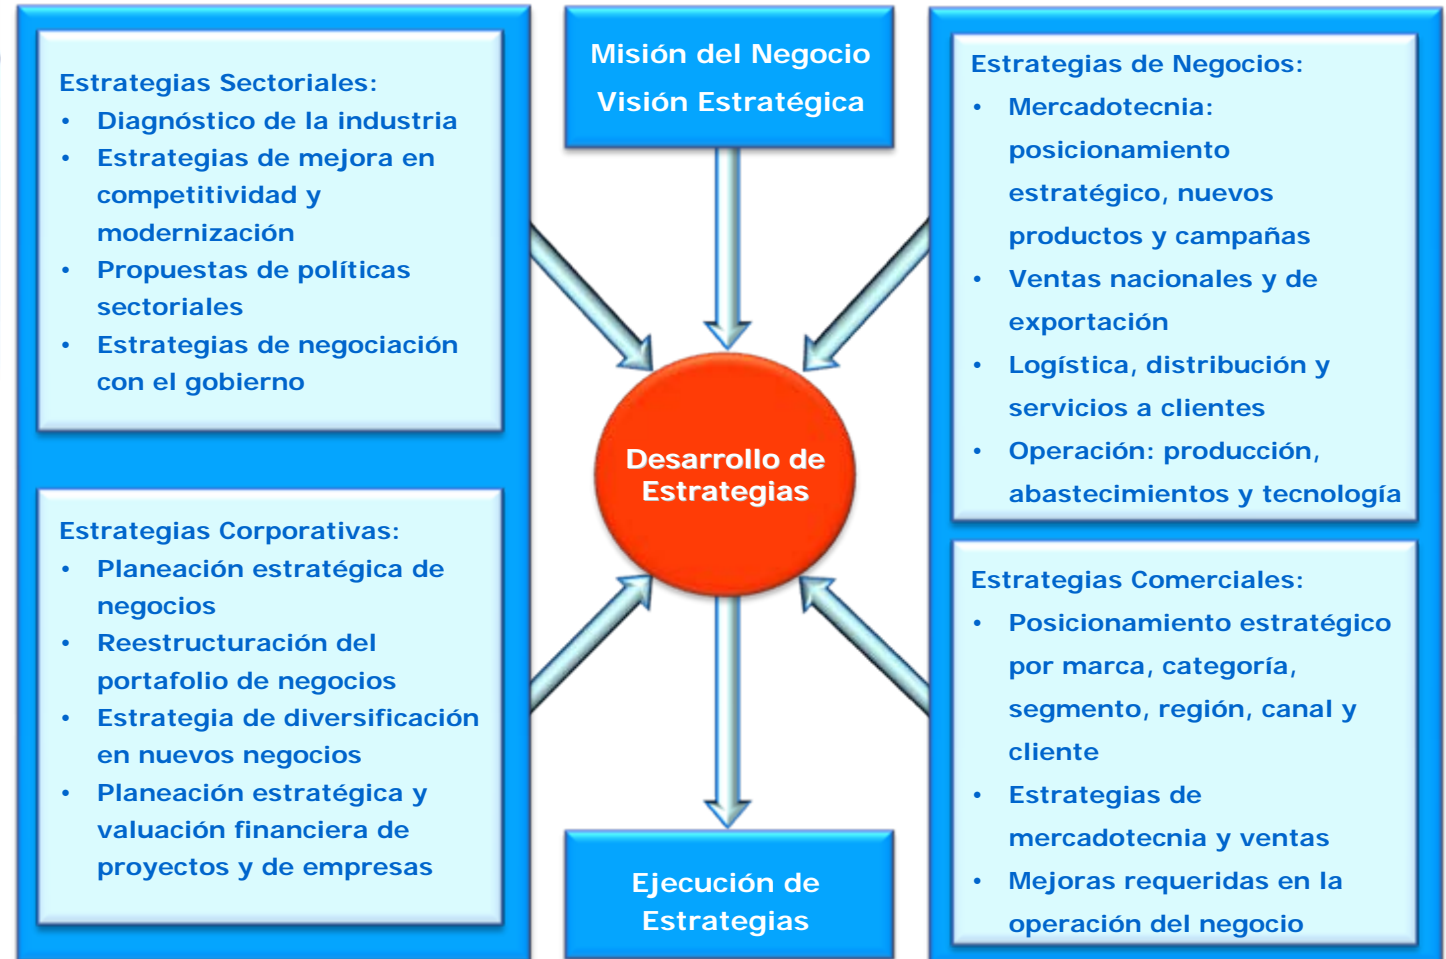 Estrategias Sectoriales:
• Diagnóstico de la industria
• Estrategias de mejora en
competitividad y
modernización
• Propuestas de políticas
sectoriales
• Estrategias de negociación
con el gobierno
Estrategias Corporativas:
• Planeación estratégica de
negocios
• Reestructuración del
portafolio de negocios
• Estrategia de diversificación
en nuevos negocios
• Planeación estratégica y
valuación financiera de
proyectos y de empresas
Misión del Negocio
Visión Estratégica
Desarrollo de
Estrategias
Ejecución de
Estrategias
Estrategias de Negocios:
• Mercadotecnia:
posicionamiento
estratégico, nuevos
productos y campañas
• Ventas nacionales y de
exportación
• Logística, distribución y
servicios a clientes
• Operación: producción,
abastecimientos y tecnología
Estrategias Comerciales:
• Posicionamiento estratégico
por marca, categoría,
segmento, región, canal y
cliente
• Estrategias de
mercadotecnia y ventas
• Mejoras requeridas en la
operación del negocio